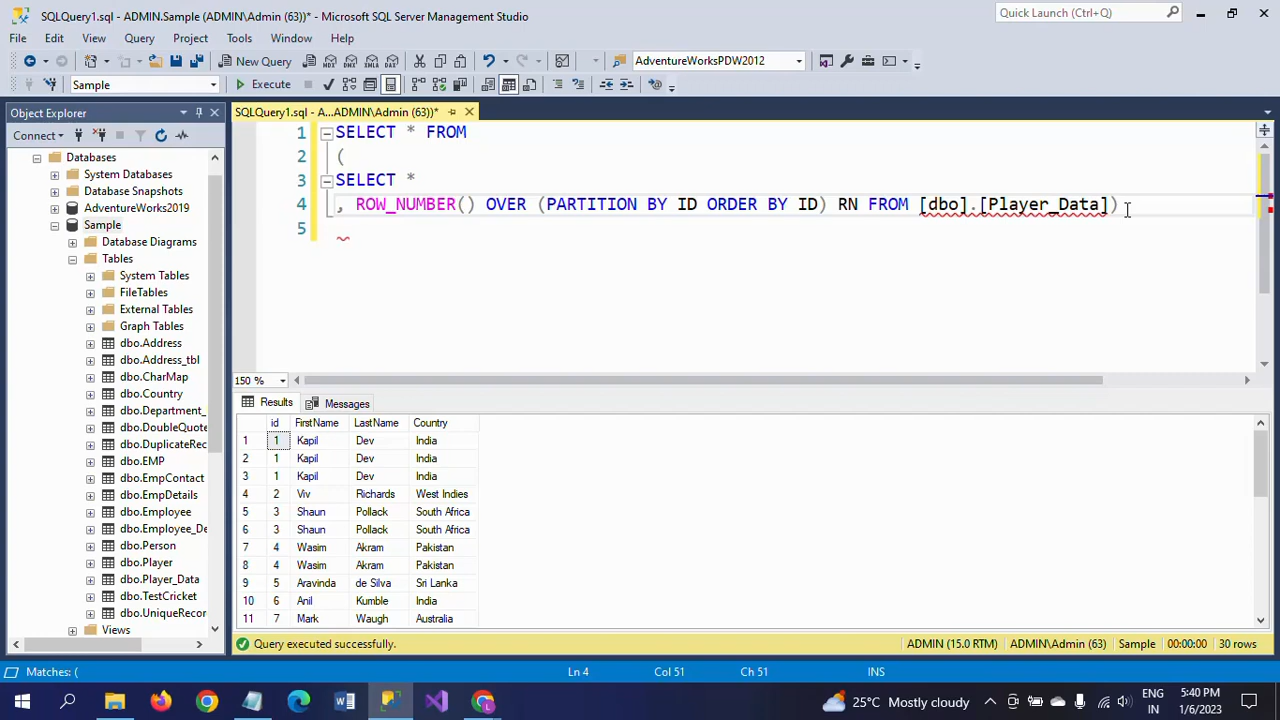 SQLQuery1.sql - ADMIN.Sample (ADMIN\Admin (63))* - Microsoft SQL Server Management Studio
Quick Launch (Ctrl+Q)
File Edit View Query Project Tools Window Help
New Query
AdventureWorksPDW2012
Sample
Execute
Object Explorer
SQLQuery1.sql - A...ADMIN\Admin (63))*
Connect
Databases
System Databases
Database Snapshots
AdventureWorks2019
Sample
Database Diagrams
Tables
System Tables
FileTables
External Tables
Graph Tables
dbo.Address
dbo.Address_tbl
dbo.CharMap
dbo.Country
dbo.Department_
dbo.DoubleQuote
dbo.DuplicateRec
dbo.EMP
dbo.EmpContact
dbo.EmpDetails
dbo.Employee
dbo.Employee_De
dbo.Person
dbo.Player
dbo.Player_Data
dbo.TestCricket
dbo.UniqueRecor
Views
1 SELECT * FROM
2 (
3 SELECT *
4 , ROW_NUMBER() OVER (PARTITION BY ID ORDER BY ID) RN FROM [dbo].[Player_Data])
5
150 %
Results Messages
id FirstName LastName Country
1 1 Kapil Dev India
2 1 Kapil Dev India
3 1 Kapil Dev India
4 2 Viv Richards West Indies
5 3 Shaun Pollack South Africa
6 3 Shaun Pollack South Africa
7 4 Wasim Akram Pakistan
8 4 Wasim Akram Pakistan
9 5 Aravinda de Silva Sri Lanka
10 6 Anil Kumble India
11 7 Mark Waugh Australia
Query executed successfully. ADMIN (15.0 RTM) ADMIN\Admin (63) Sample 00:00:00 30 rows
Matches: ( Ln 4 Col 51 Ch 51 INS
25°C Mostly cloudy
ENG
IN
5:40 PM
1/6/2023